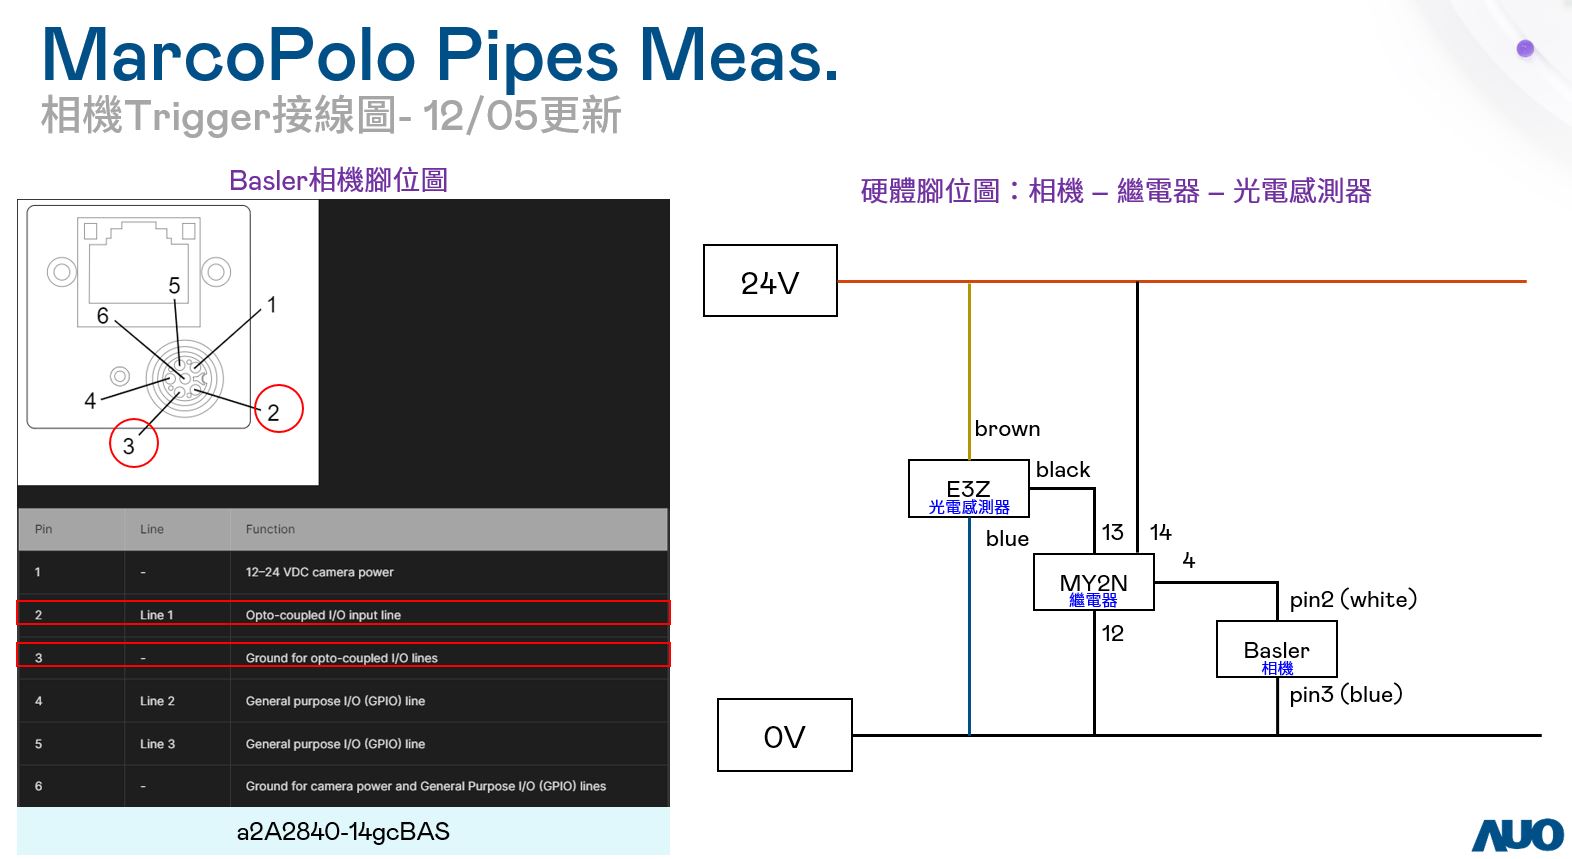 MarcoPolo Pipes Meas.
相機Trigger接線圖- 12/05更新
Basler相機腳位圖
5
6
1
4
2
3
Pin Line Function
1 - 12–24 VDC camera power
2 Line 1 Opto-coupled I/O input line
3 - Ground for opto-coupled I/O lines
4 Line 2 General purpose I/O (GPIO) line
5 Line 3 General purpose I/O (GPIO) line
6 - Ground for camera power and General Purpose I/O (GPIO) lines
a2A2840-14gcBAS
硬體腳位圖：相機 – 繼電器 – 光電感測器
24V
brown
black
E3Z
光電感測器
blue
13 14
4
MY2N
繼電器
pin2 (white)
12
Basler
相機
pin3 (blue)
0V
AUO